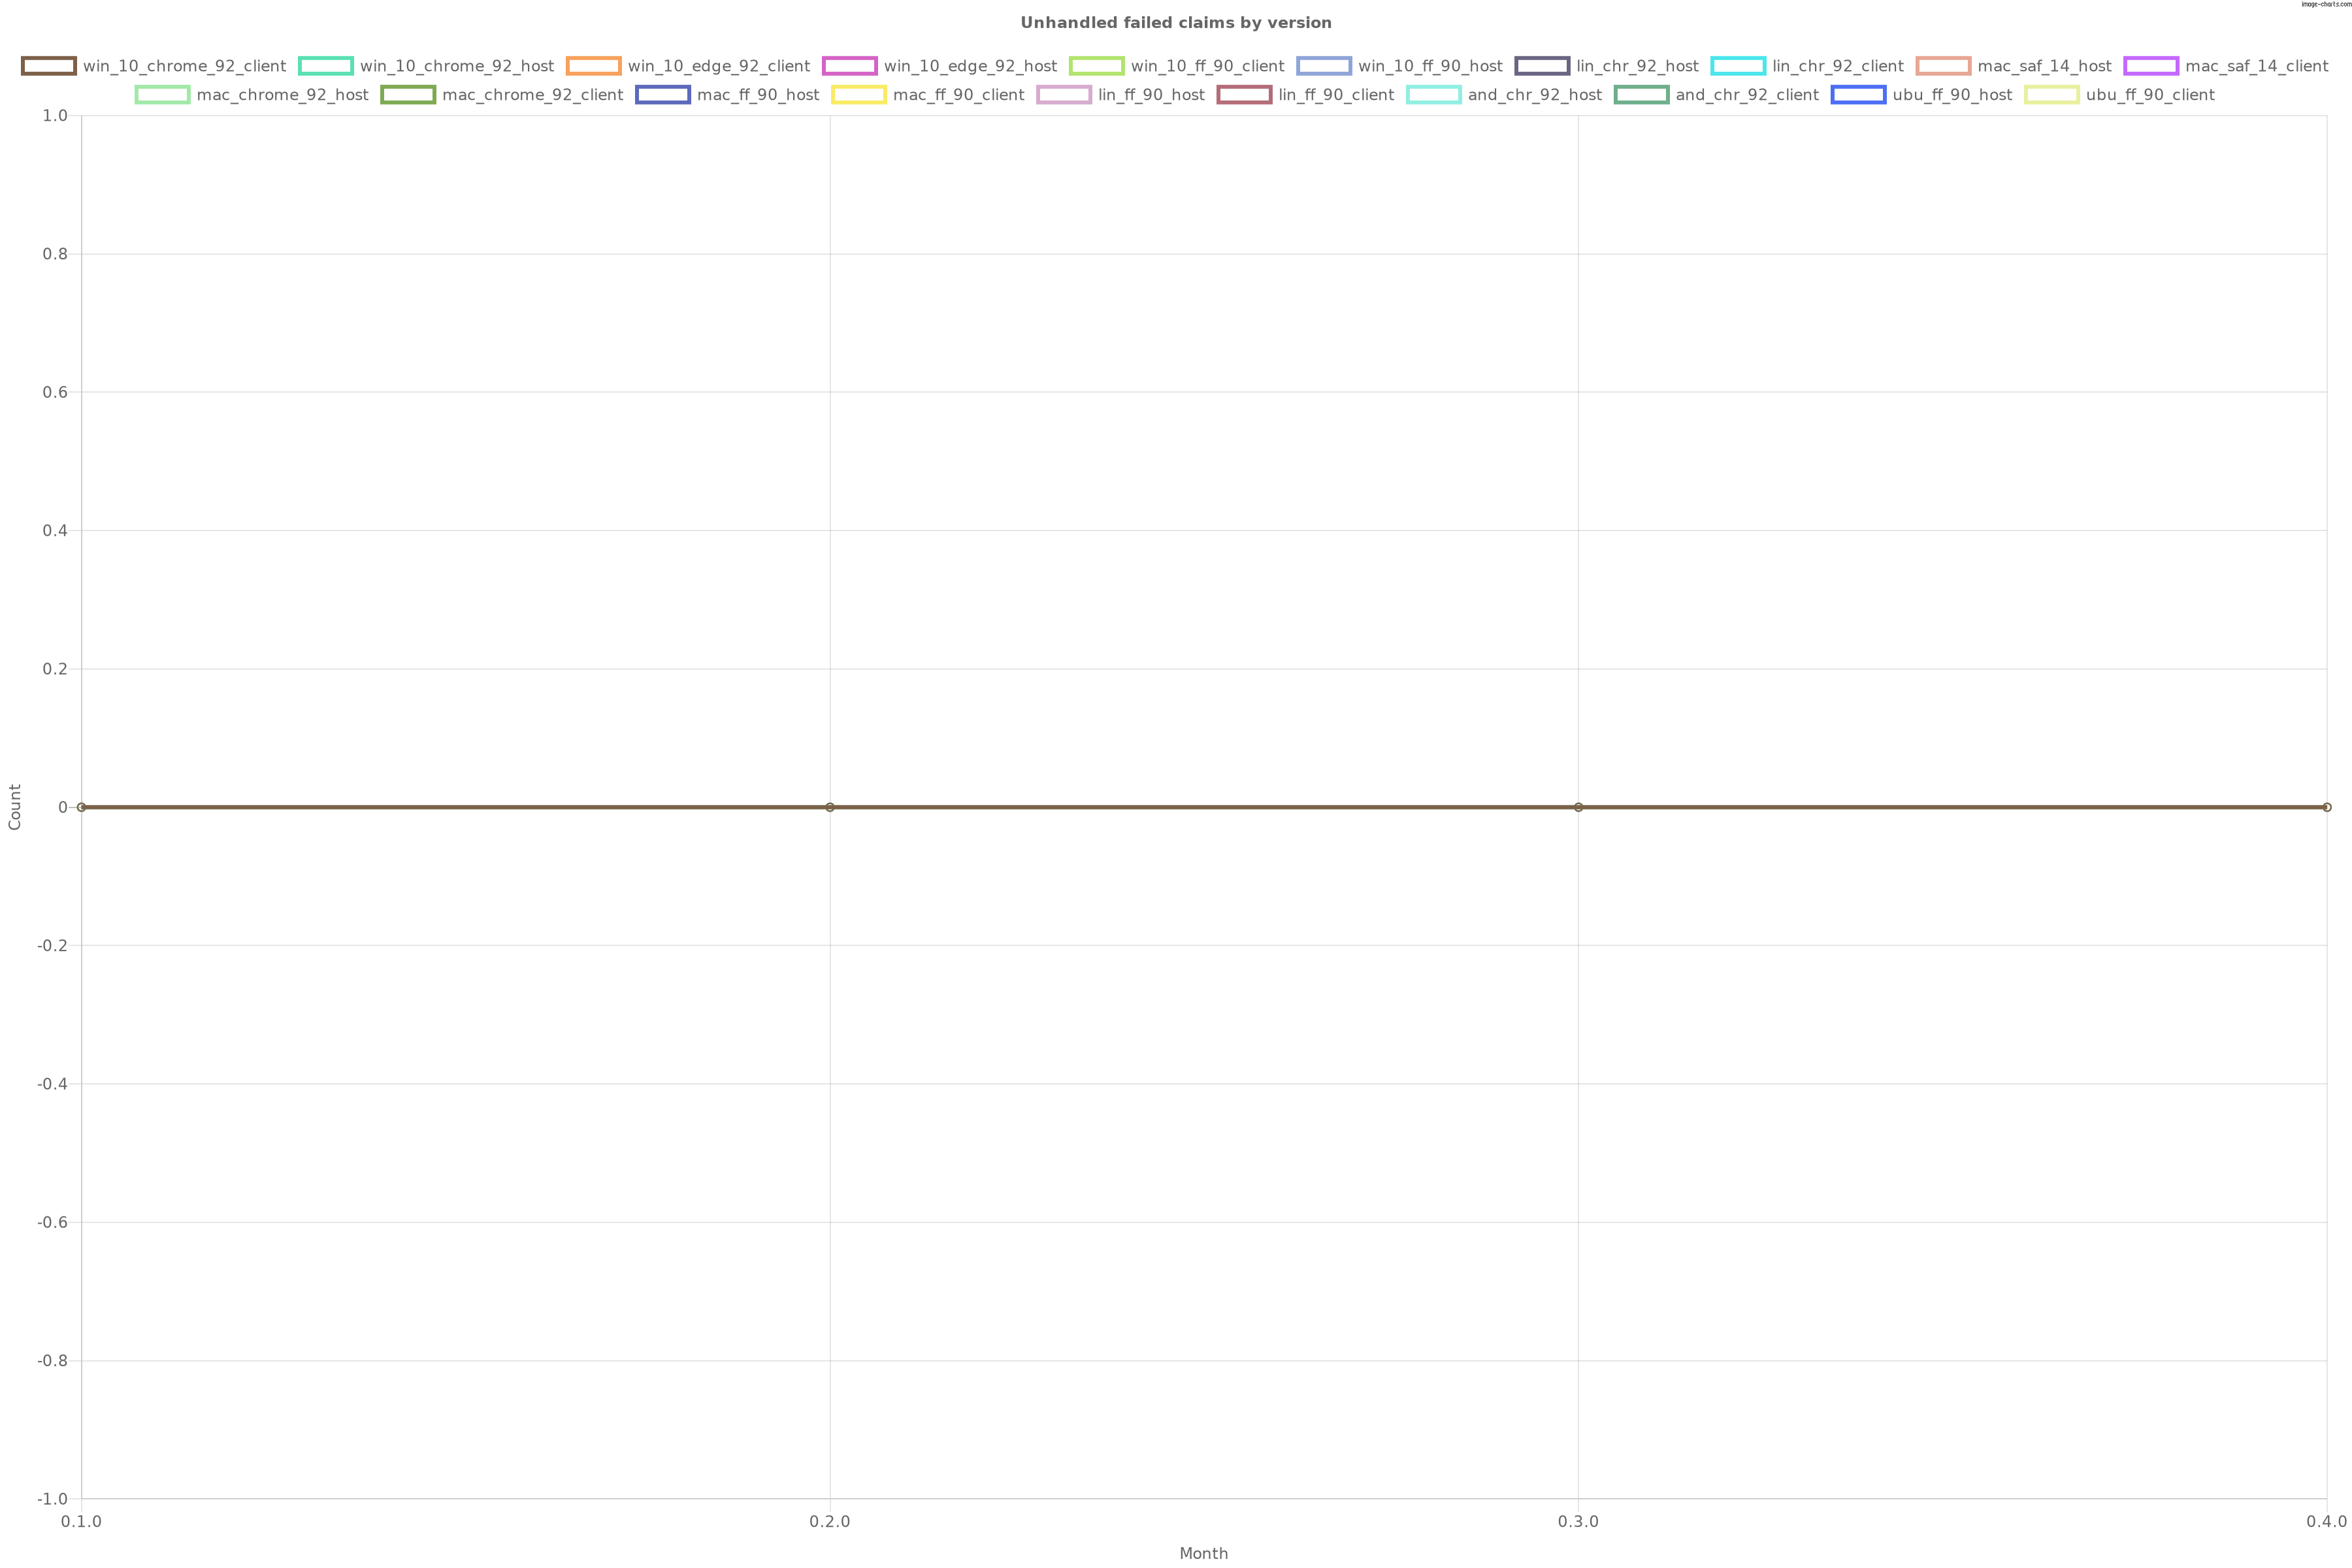 image-charts.com
Unhandled failed claims by version
win_10_chrome_92_client win_10_chrome_92_host win_10_edge_92_client win_10_edge_92_host win_10_ff_90_client win_10_ff_90_host lin_chr_92_host lin_chr_92_client mac_saf_14_host mac_saf_14_client
mac_chrome_92_host mac_chrome_92_client mac_ff_90_host mac_ff_90_client lin_ff_90_host lin_ff_90_client and_chr_92_host and_chr_92_client ubu_ff_90_host ubu_ff_90_client
1.0
0.8
0.6
0.4
0.2
0
-0.2
-0.4
-0.6
-0.8
-1.0
Count
0.1.0 0.2.0 0.3.0 0.4.0
Month